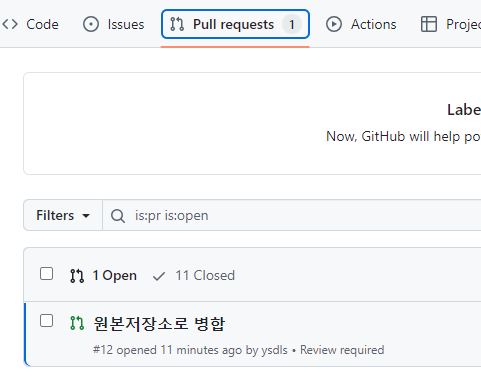 Code Issues Pull requests 1 Actions Projec
Labe
Now, GitHub will help po
Filters is:pr is:open
1 Open 11 Closed
원본저장소로 병합
#12 opened 11 minutes ago by ysdls • Review required